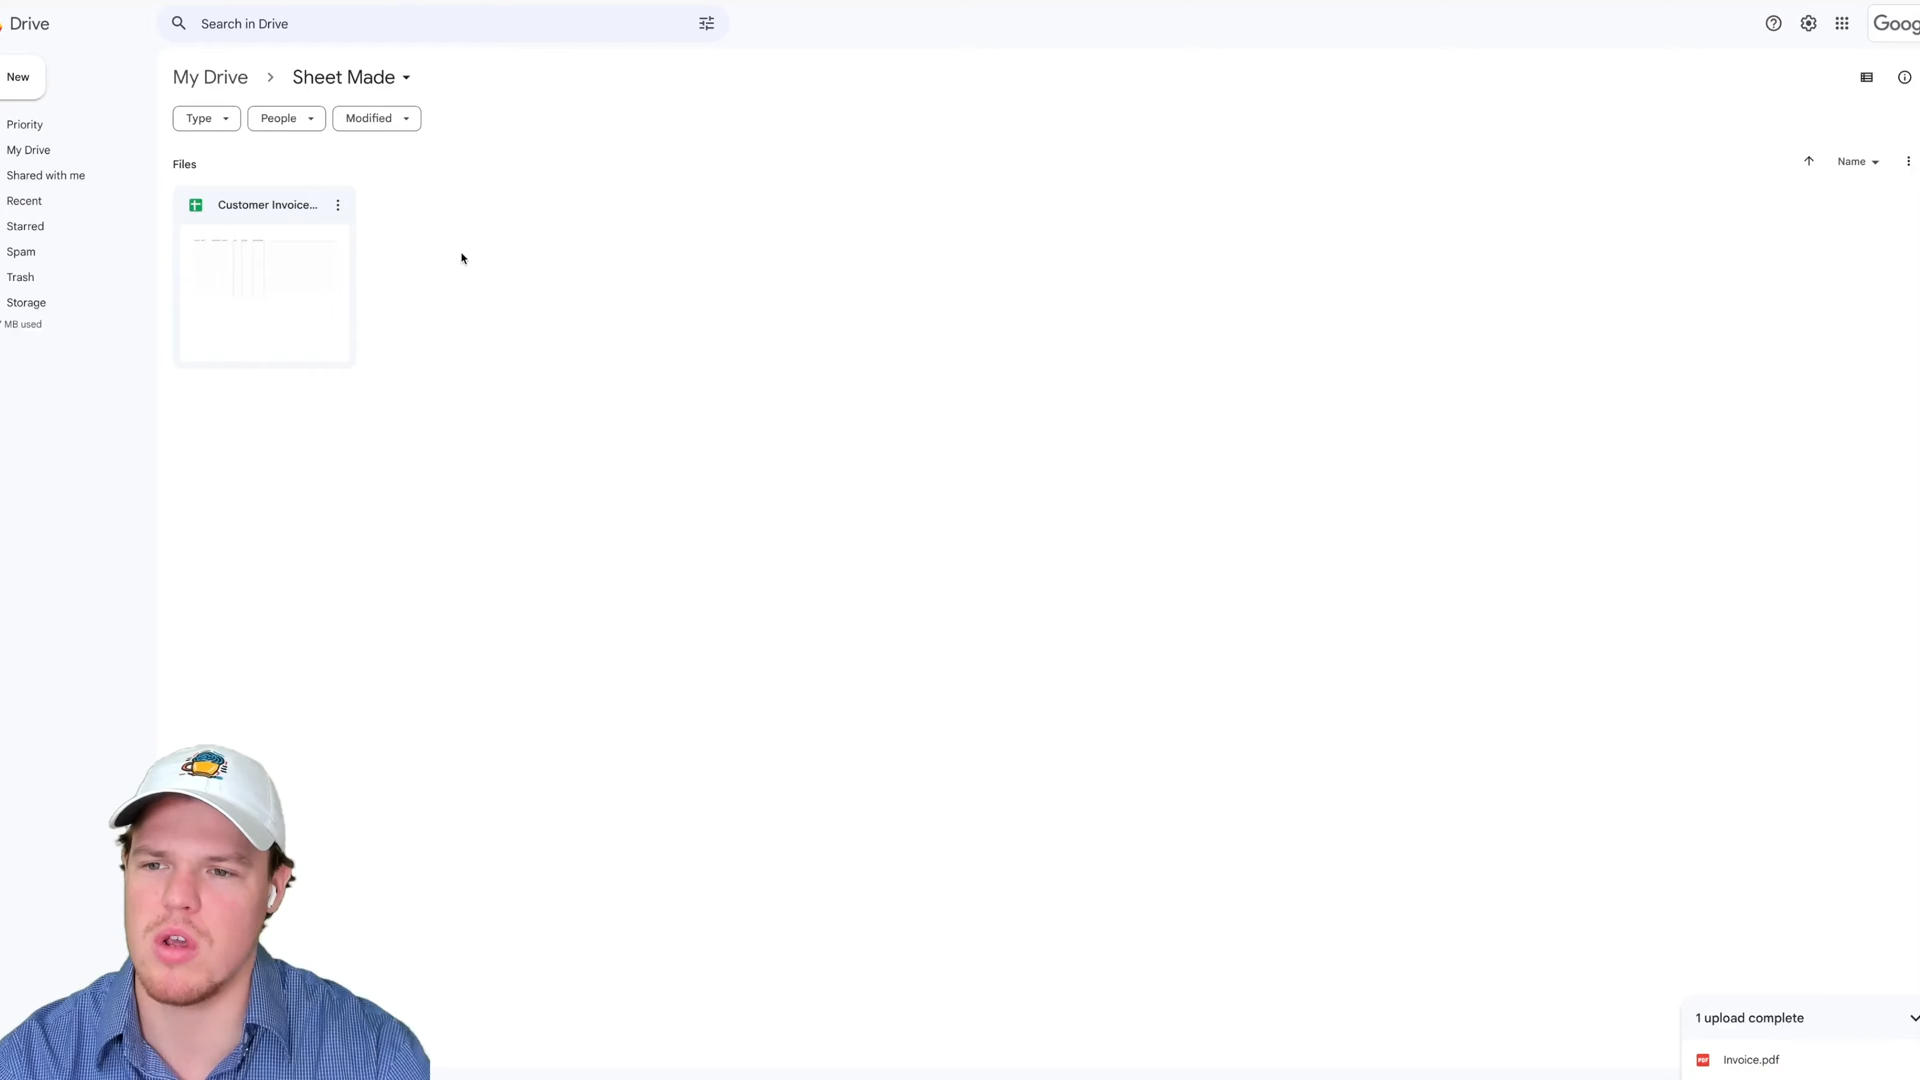 Drive
Search in Drive
Goog
New
My Drive > Sheet Made
Type
People
Modified
Priority
My Drive
Shared with me
Recent
Starred
Spam
Trash
Storage
MB used
Files
Name
Customer Invoice...
1 upload complete
PDF
Invoice.pdf